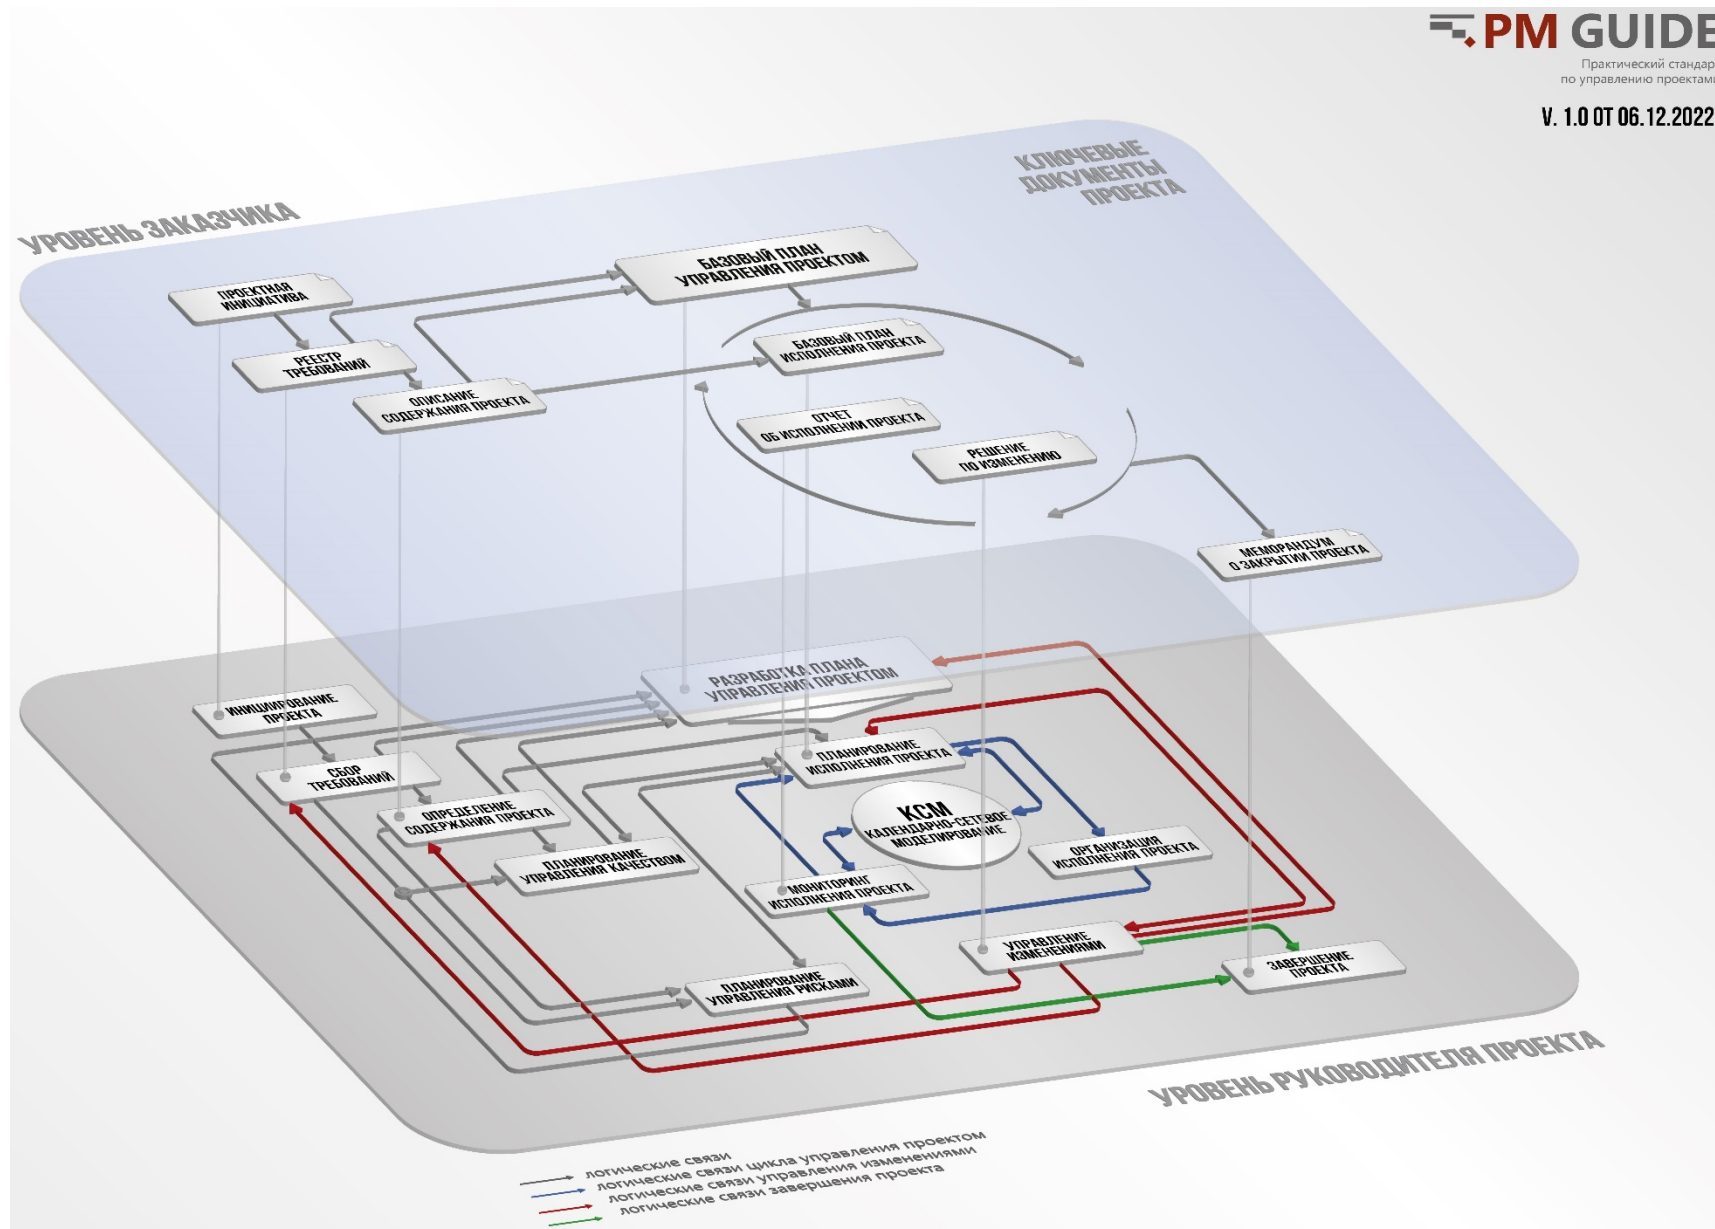 PM GUIDE
Практический стандар
по управлению проектами
V. 1.0 ОТ 06.12.2022
КЛЮЧЕВЫЕ
ДОКУМЕНТЫ
ПРОЕКТА
УРОВЕНЬ ЗАКАЗЧИКА
БАЗОВЫЙ ПЛАН
УПРАВЛЕНИЯ ПРОЕКТОМ
ПРОЕКТНАЯ
ИНИЦИАТИВА
РЕЕСТР
ТРЕБОВАНИЙ
ОПИСАНИЕ
СОДЕРЖАНИЯ ПРОЕКТА
БАЗОВЫЙ ПЛАН
ИСПОЛНЕНИЯ ПРОЕКТА
ОТЧЕТ
ОБ ИСПОЛНЕНИИ ПРОЕКТА
РЕШЕНИЕ
ПО ИЗМЕНЕНИЮ
МЕМОРАНДУМ
О ЗАКРЫТИИ ПРОЕКТА
РАЗРАБОТКА ПЛАНА
УПРАВЛЕНИЯ ПРОЕКТОМ
ИНИЦИИРОВАНИЕ
ПРОЕКТА
СБОР
ТРЕБОВАНИЙ
ОПРЕДЕЛЕНИЕ
СОДЕРЖАНИЯ ПРОЕКТА
ПЛАНИРОВАНИЕ
УПРАВЛЕНИЯ КАЧЕСТВОМ
ПЛАНИРОВАНИЕ
ИСПОЛНЕНИЯ ПРОЕКТА
КСМ
КАЛЕНДАРНО-СЕТЕВОЕ
МОДЕЛИРОВАНИЕ
ОРГАНИЗАЦИЯ
ИСПОЛНЕНИЯ ПРОЕКТА
МОНИТОРИНГ
ИСПОЛНЕНИЯ ПРОЕКТА
УПРАВЛЕНИЕ
ИЗМЕНЕНИЯМИ
ЗАВЕРШЕНИЕ
ПРОЕКТА
ПЛАНИРОВАНИЕ
УПРАВЛЕНИЯ РИСКАМИ
УРОВЕНЬ РУКОВОДИТЕЛЯ ПРОЕКТА
логические связи
логические связи цикла управления проектом
логические связи управления изменениями
логические связи завершения проекта